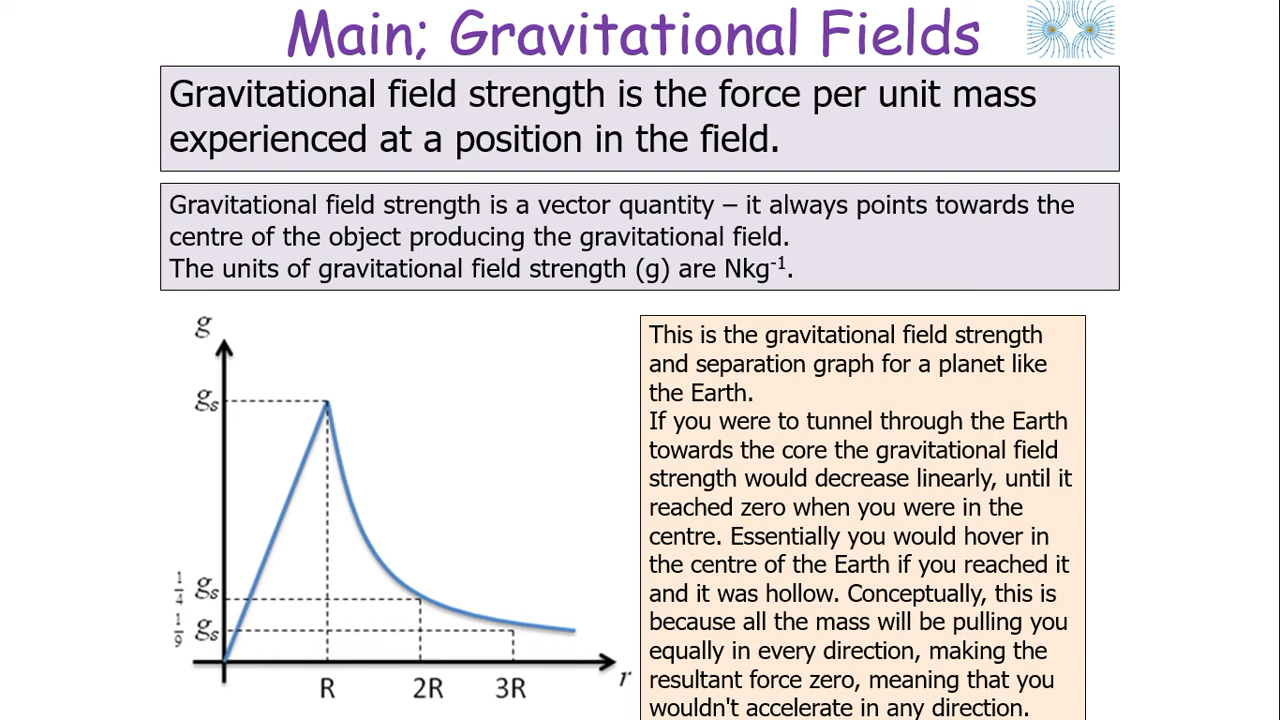 Main; Gravitational Fields
Gravitational field strength is the force per unit mass
experienced at a position in the field.
Gravitational field strength is a vector quantity – it always points towards the
centre of the object producing the gravitational field.
The units of gravitational field strength (g) are Nkg⁻¹.
g
gₛ
1/4 gₛ
1/9 gₛ
R 2R 3R r
This is the gravitational field strength
and separation graph for a planet like
the Earth.
If you were to tunnel through the Earth
towards the core the gravitational field
strength would decrease linearly, until it
reached zero when you were in the
centre. Essentially you would hover in
the centre of the Earth if you reached it
and it was hollow. Conceptually, this is
because all the mass will be pulling you
equally in every direction, making the
resultant force zero, meaning that you
wouldn't accelerate in any direction.